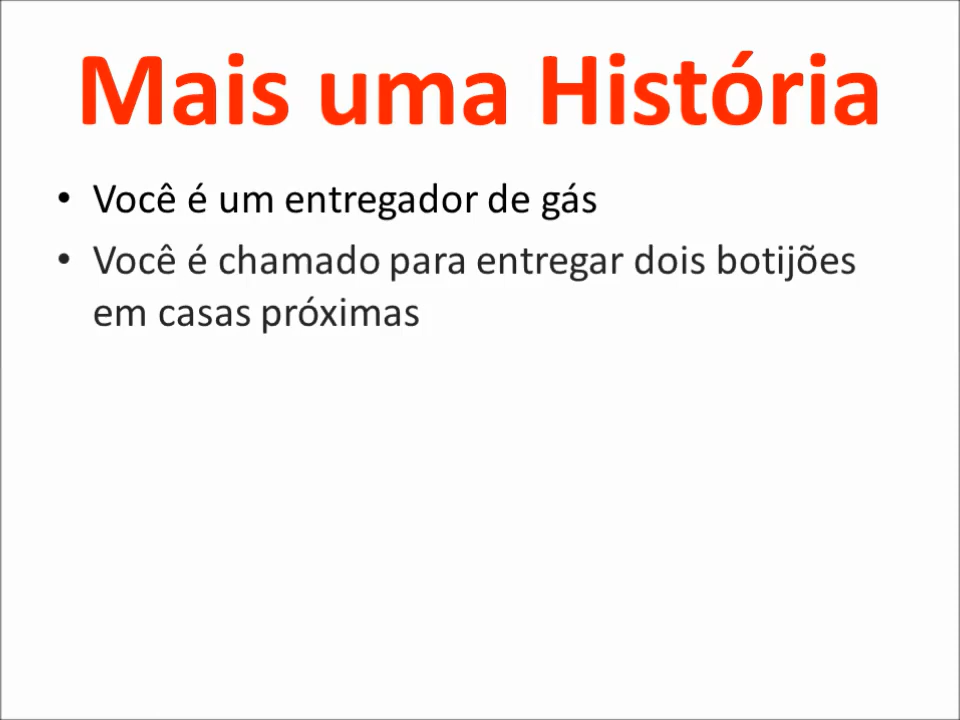 Mais uma História
• Você é um entregador de gás
• Você é chamado para entregar dois botijões
em casas próximas